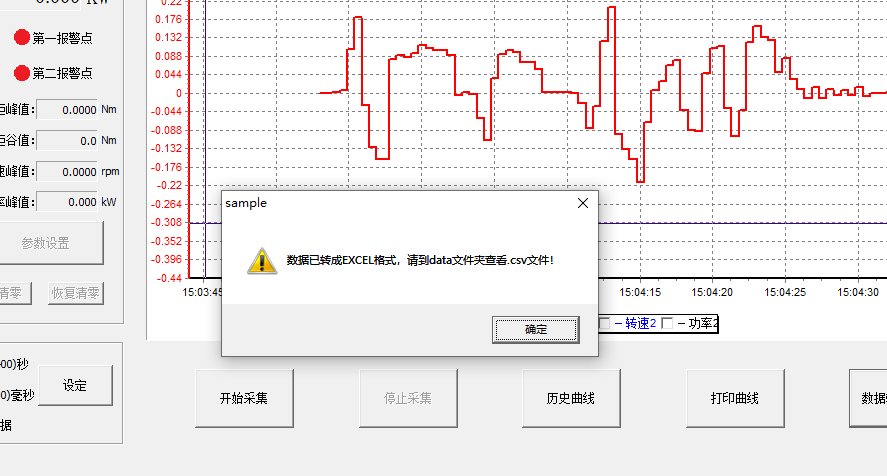 0.000 kW
第一报警点
第二报警点
峰值: 0.0000 Nm
谷值: 0.0 Nm
峰值: 0.0000 rpm
峰值: 0.000 kW
参数设置
清零 恢复清零
00)秒
0)毫秒
设定
据
0.22
0.176
0.132
0.088
0.044
0
-0.044
-0.088
-0.132
-0.176
-0.22
-0.264
-0.308
-0.352
-0.396
-0.44
15:03:45 15:04:15 15:04:20 15:04:25 15:04:30
转速2 功率2
sample
数据已转成EXCEL格式，请到data文件夹查看.csv文件!
确定
开始采集 停止采集 历史曲线 打印曲线 数据